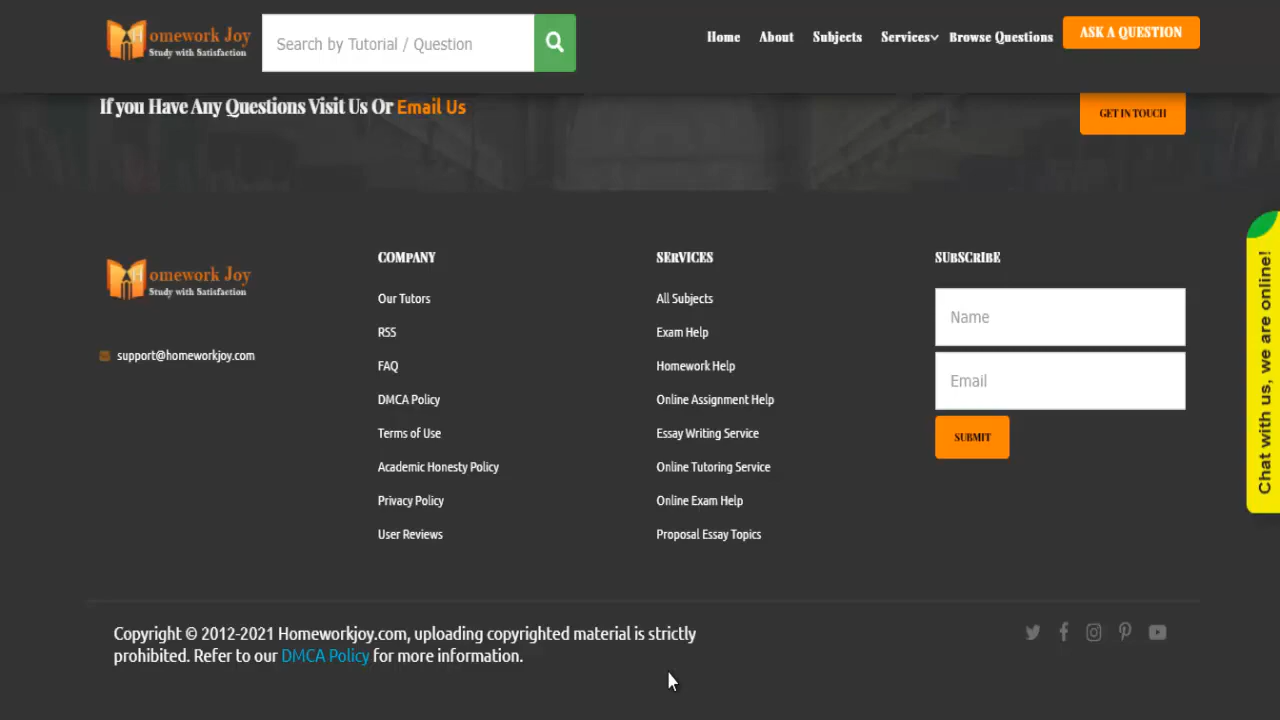 Homework Joy
Study with Satisfaction
Search by Tutorial / Question
Home
About
Subjects
Services
Browse Questions
ASK A QUESTION
If you Have Any Questions Visit Us Or Email Us
GET IN TOUCH
Homework Joy
Study with Satisfaction
support@homeworkjoy.com
COMPANY
Our Tutors
RSS
FAQ
DMCA Policy
Terms of Use
Academic Honesty Policy
Privacy Policy
User Reviews
SERVICES
All Subjects
Exam Help
Homework Help
Online Assignment Help
Essay Writing Service
Online Tutoring Service
Online Exam Help
Proposal Essay Topics
SUBSCRIBE
Name
Email
SUBMIT
Chat with us, we are online!
Copyright © 2012-2021 Homeworkjoy.com, uploading copyrighted material is strictly
prohibited. Refer to our DMCA Policy for more information.